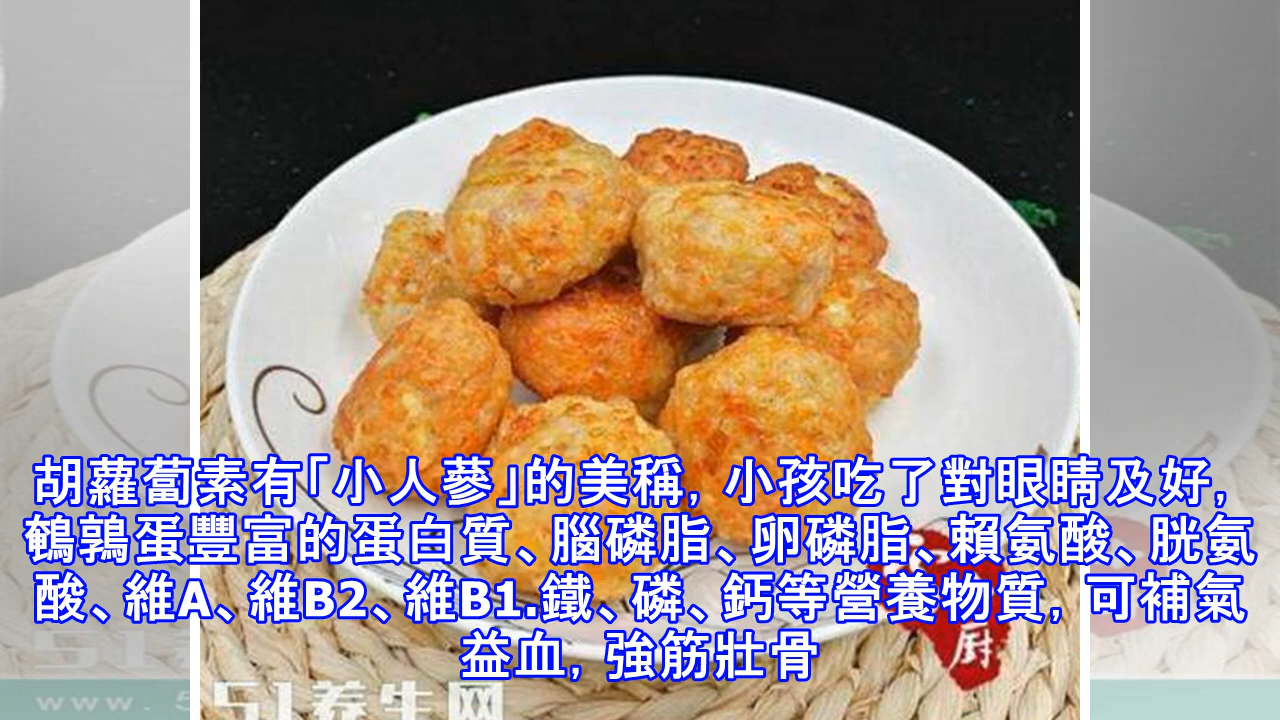 胡蘿蔔素有「小人蔘」的美稱, 小孩吃了對眼睛及好,
鵪鶉蛋豐富的蛋白質、腦磷脂、卵磷脂、賴氨酸、胱氨
酸、維A、維B2、維B1.鐵、磷、鈣等營養物質, 可補氣
益血, 強筋壯骨
厨
www.5
51养生网